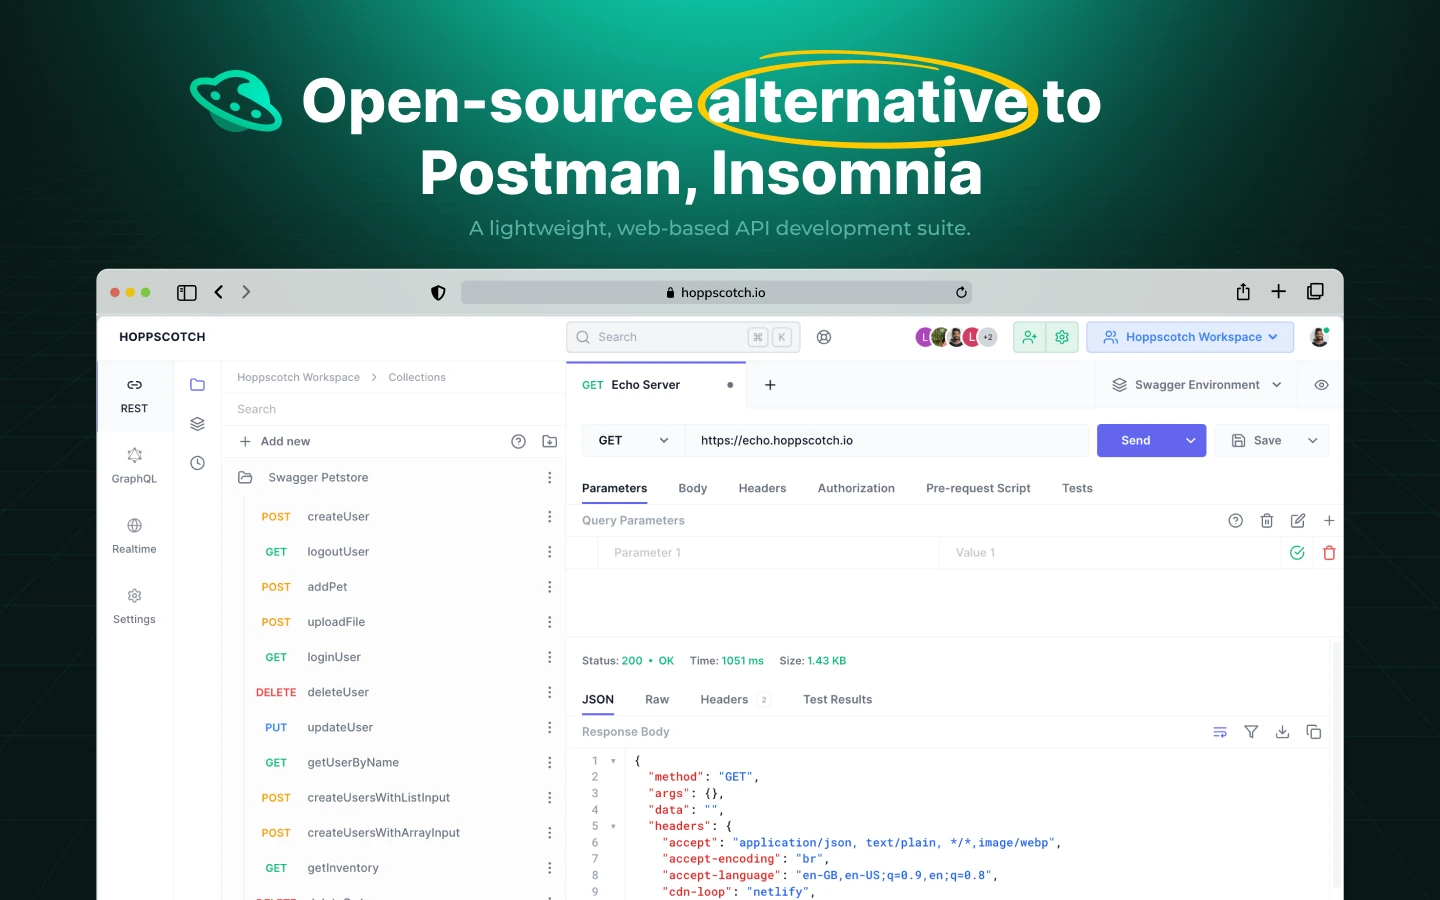 Open-source alternative to
Postman, Insomnia
A lightweight, web-based API development suite.
hoppscotch.io
HOPPSCOTCH
Search
⌘ K
L
L
+2
Hoppscotch Workspace
REST
GraphQL
Realtime
Settings
Hoppscotch Workspace > Collections
Search
+ Add new
Swagger Petstore
POST createUser
GET logoutUser
POST addPet
POST uploadFile
GET loginUser
DELETE deleteUser
PUT updateUser
GET getUserByName
POST createUsersWithListInput
POST createUsersWithArrayInput
GET getInventory
GET Echo Server
Swagger Environment
GET
https://echo.hoppscotch.io
Send
Save
Parameters Body Headers Authorization Pre-request Script Tests
Query Parameters
Parameter 1 Value 1
Status: 200 • OK Time: 1051 ms Size: 1.43 KB
JSON Raw Headers 2 Test Results
Response Body
1 {
2 "method": "GET",
3 "args": {},
4 "data": "",
5 "headers": {
6 "accept": "application/json, text/plain, */*,image/webp",
7 "accept-encoding": "br",
8 "accept-language": "en-GB,en-US;q=0.9,en;q=0.8",
9 "cdn-loop": "netlify",